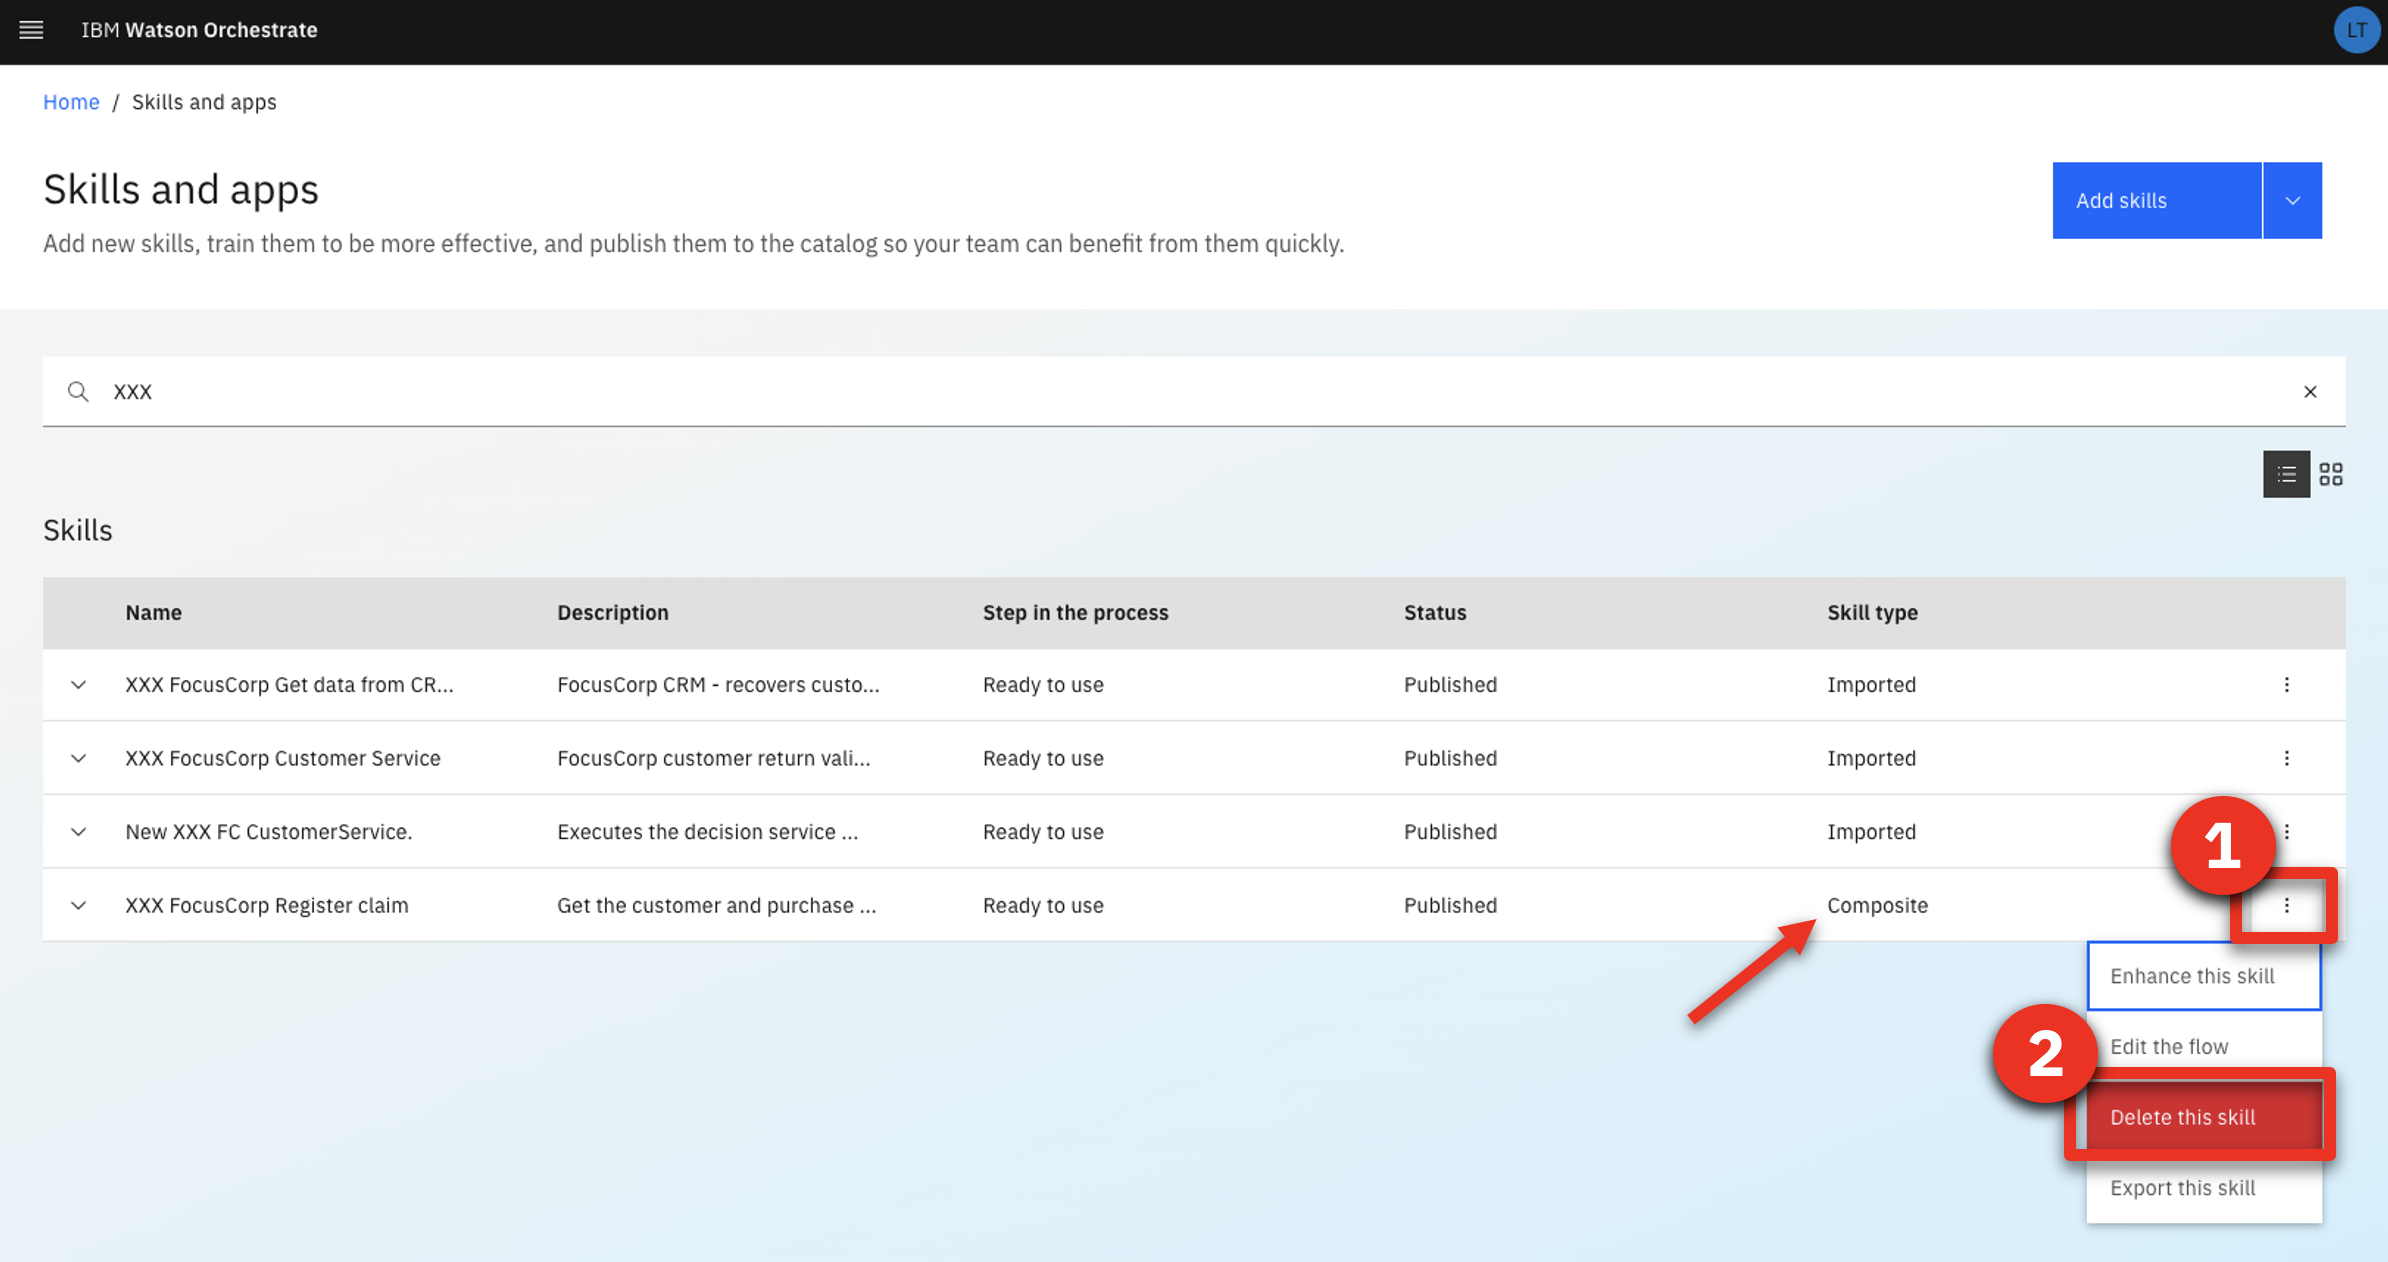 IBM Watson Orchestrate
LT
Home / Skills and apps
Skills and apps
Add skills
Add new skills, train them to be more effective, and publish them to the catalog so your team can benefit from them quickly.
XXX
Skills
Name Description Step in the process Status Skill type
XXX FocusCorp Get data from CR... FocusCorp CRM - recovers custo... Ready to use Published Imported
XXX FocusCorp Customer Service FocusCorp customer return vali... Ready to use Published Imported
New XXX FC CustomerService. Executes the decision service ... Ready to use Published Imported
1
XXX FocusCorp Register claim Get the customer and purchase ... Ready to use Published Composite
Enhance this skill
2
Edit the flow
Delete this skill
Export this skill